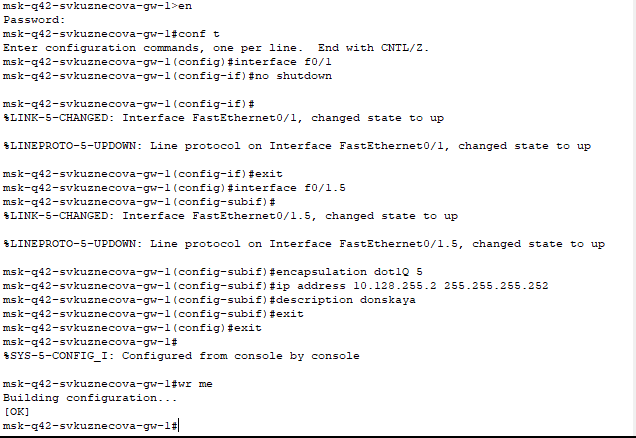 msk-q42-svkuznecova-gw-1>en
Password:
msk-q42-svkuznecova-gw-1#conf t
Enter configuration commands, one per line.  End with CNTL/Z.
msk-q42-svkuznecova-gw-1(config)#interface f0/1
msk-q42-svkuznecova-gw-1(config-if)#no shutdown
msk-q42-svkuznecova-gw-1(config-if)#
%LINK-5-CHANGED: Interface FastEthernet0/1, changed state to up
%LINEPROTO-5-UPDOWN: Line protocol on Interface FastEthernet0/1, changed state to up
msk-q42-svkuznecova-gw-1(config-if)#exit
msk-q42-svkuznecova-gw-1(config)#interface f0/1.5
msk-q42-svkuznecova-gw-1(config-subif)#
%LINK-5-CHANGED: Interface FastEthernet0/1.5, changed state to up
%LINEPROTO-5-UPDOWN: Line protocol on Interface FastEthernet0/1.5, changed state to up
msk-q42-svkuznecova-gw-1(config-subif)#encapsulation dot1Q 5
msk-q42-svkuznecova-gw-1(config-subif)#ip address 10.128.255.2 255.255.255.252
msk-q42-svkuznecova-gw-1(config-subif)#description donskaya
msk-q42-svkuznecova-gw-1(config-subif)#exit
msk-q42-svkuznecova-gw-1(config)#exit
msk-q42-svkuznecova-gw-1#
%SYS-5-CONFIG_I: Configured from console by console
msk-q42-svkuznecova-gw-1#wr me
Building configuration...
[OK]
msk-q42-svkuznecova-gw-1#